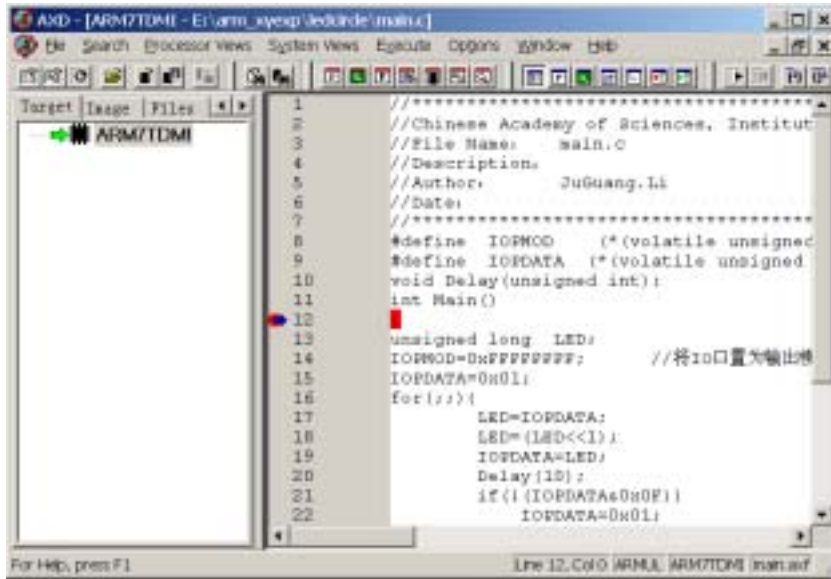 AXD - [ARM7TDMI - E:\arm_xyexp\ledcircle\main.c]
File Search Processor Views System Views Execute Options Window Help
Target Image Files
ARM7TDMI
1 //****************************************
2 //Chinese Academy of Sciences, Institut
3 //File Name: main.c
4 //Description:
5 //Author: JuGuang.Li
6 //Date:
7 //****************************************
8 #define IOPMOD (*(volatile unsigned
9 #define IOPDATA (*(volatile unsigned
10 void Delay(unsigned int);
11 int Main()
12
13 unsigned long LED;
14 IOPMOD=0xFFFFFFFF; //将IO口置为输出模
15 IOPDATA=0x01;
16 for(;;){
17 LED=IOPDATA;
18 LED=(LED<<1);
19 IOPDATA=LED;
20 Delay(10);
21 if(!(IOPDATA&0x0F))
22 IOPDATA=0x01;
For Help, press F1
Line 12, Col 0 ARMUL ARM7TDMI main.axf